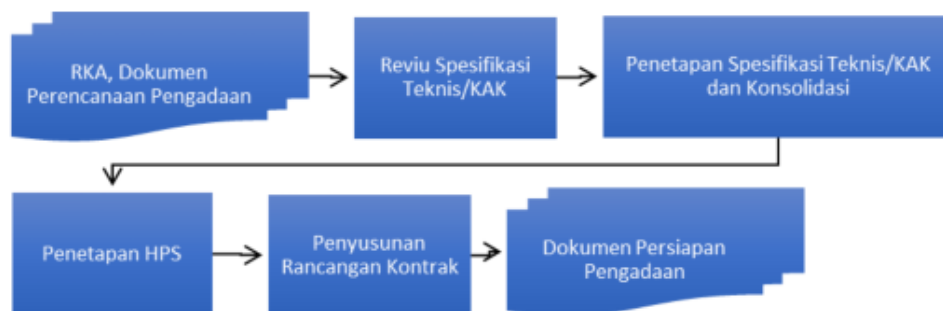 RKA, Dokumen
Perencanaan Pengadaan
Reviu Spesifikasi
Teknis/KAK
Penetapan Spesifikasi Teknis/KAK
dan Konsolidasi
Penetapan HPS
Penyusunan
Rancangan Kontrak
Dokumen Persiapan
Pengadaan